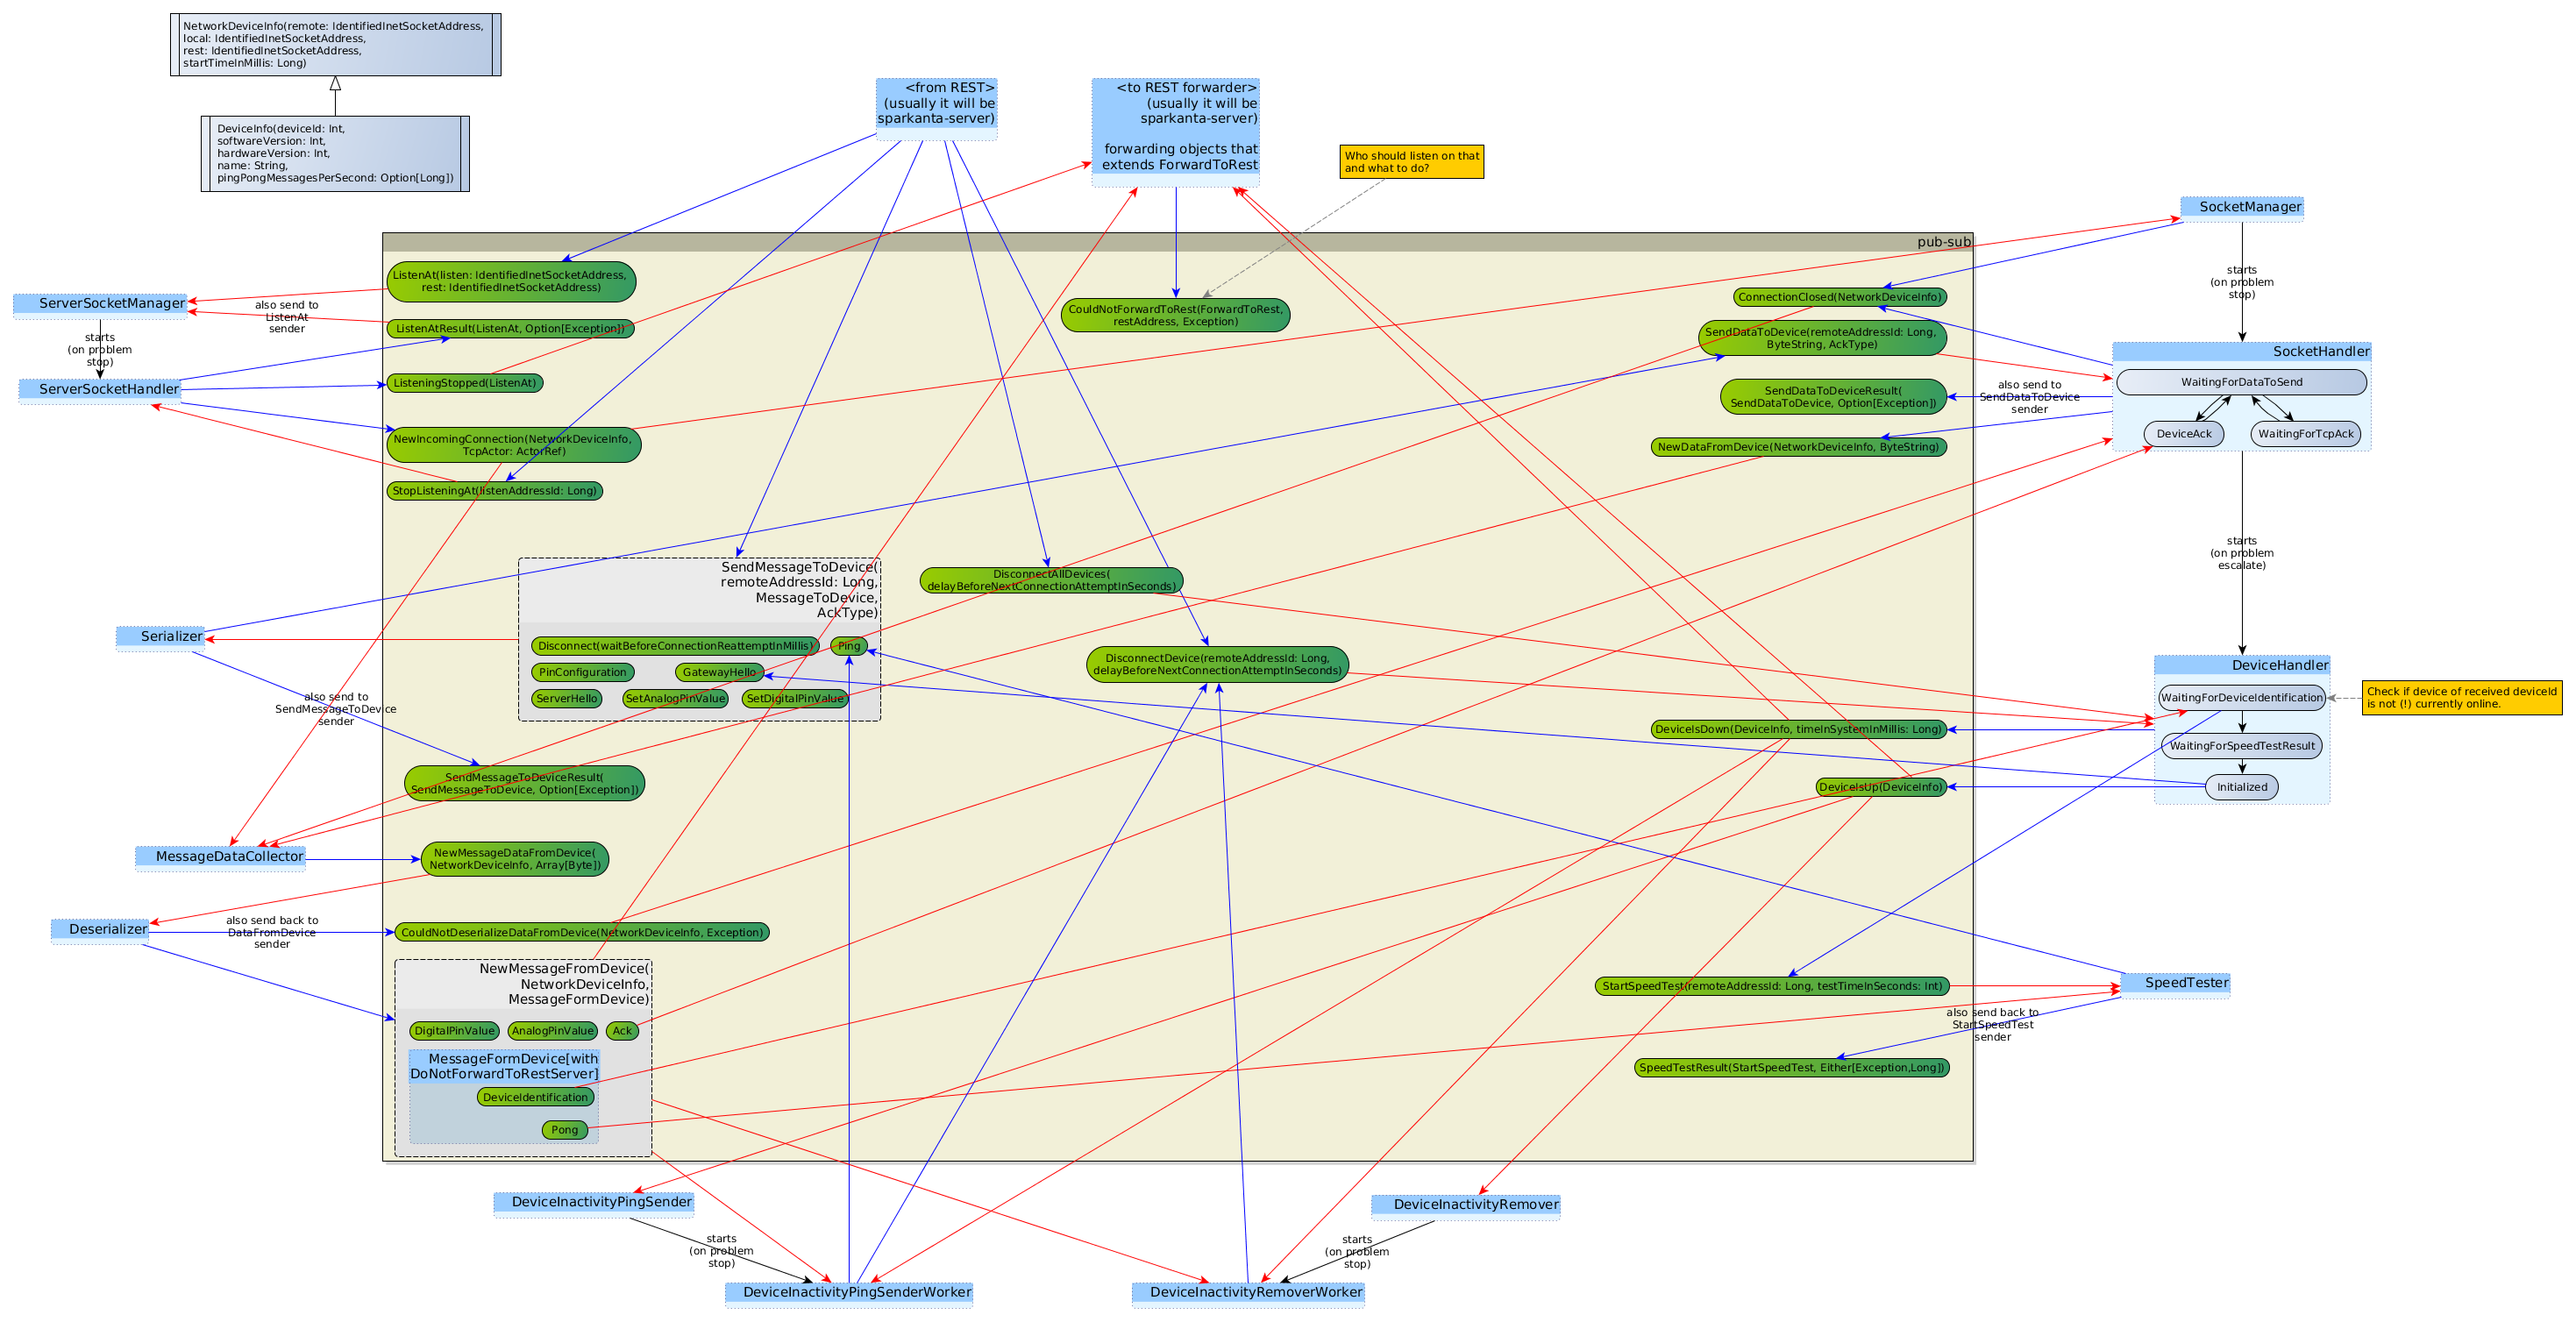 NetworkDeviceInfo(remote: IdentifiedInetSocketAddress,
local: IdentifiedInetSocketAddress,
rest: IdentifiedInetSocketAddress,
startTimeInMillis: Long)
DeviceInfo(deviceId: Int,
softwareVersion: Int,
hardwareVersion: Int,
name: String,
pingPongMessagesPerSecond: Option[Long])
<from REST>
(usually it will be
sparkanta-server)
<to REST forwarder>
(usually it will be
sparkanta-server)
forwarding objects that
extends ForwardToRest
Who should listen on that
and what to do?
SocketManager
starts
(on problem
stop)
pub-sub
ListenAt(listen: IdentifiedInetSocketAddress,
rest: IdentifiedInetSocketAddress)
ServerSocketManager
also send to
ListenAt
sender
ListenAtResult(ListenAt, Option[Exception])
starts
(on problem
stop)
ServerSocketHandler
ListeningStopped(ListenAt)
NewIncomingConnection(NetworkDeviceInfo,
TcpActor: ActorRef)
StopListeningAt(listenAddressId: Long)
CouldNotForwardToRest(ForwardToRest,
restAddress, Exception)
ConnectionClosed(NetworkDeviceInfo)
SendDataToDevice(remoteAddressId: Long,
ByteString, AckType)
SendDataToDeviceResult(
SendDataToDevice, Option[Exception])
also send to
SendDataToDevice
sender
NewDataFromDevice(NetworkDeviceInfo, ByteString)
SocketHandler
WaitingForDataToSend
DeviceAck
WaitingForTcpAck
starts
(on problem
escalate)
SendMessageToDevice(
remoteAddressId: Long,
MessageToDevice,
AckType)
Disconnect(waitBeforeConnectionReattemptInMillis)
Ping
PinConfiguration
GatewayHello
ServerHello
SetAnalogPinValue
SetDigitalPinValue
DisconnectAllDevices(
delayBeforeNextConnectionAttemptInSeconds)
DisconnectDevice(remoteAddressId: Long,
delayBeforeNextConnectionAttemptInSeconds)
Serializer
also send to
SendMessageToDevice
sender
SendMessageToDeviceResult(
SendMessageToDevice, Option[Exception])
DeviceHandler
WaitingForDeviceIdentification
WaitingForSpeedTestResult
Initialized
Check if device of received deviceId
is not (!) currently online.
DeviceIsDown(DeviceInfo, timeInSystemInMillis: Long)
DeviceIsUp(DeviceInfo)
MessageDataCollector
NewMessageDataFromDevice(
NetworkDeviceInfo, Array[Byte])
Deserializer
also send back to
DataFromDevice
sender
CouldNotDeserializeDataFromDevice(NetworkDeviceInfo, Exception)
NewMessageFromDevice(
NetworkDeviceInfo,
MessageFormDevice)
DigitalPinValue
AnalogPinValue
Ack
MessageFormDevice[with
DoNotForwardToRestServer]
DeviceIdentification
Pong
StartSpeedTest(remoteAddressId: Long, testTimeInSeconds: Int)
SpeedTester
also send back to
StartSpeedTest
sender
SpeedTestResult(StartSpeedTest, Either[Exception,Long])
DeviceInactivityPingSender
starts
(on problem
stop)
DeviceInactivityPingSenderWorker
DeviceInactivityRemover
starts
(on problem
stop)
DeviceInactivityRemoverWorker